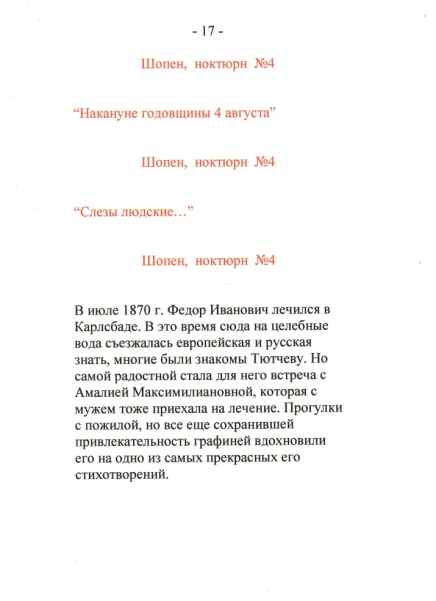 - 17 -
Шопен, ноктюрн №4
“Накануне годовщины 4 августа”
Шопен, ноктюрн №4
“Слезы людские…”
Шопен, ноктюрн №4
В июле 1870 г. Федор Иванович лечился в
Карлсбаде. В это время сюда на целебные
вода съезжалась европейская и русская
знать, многие были знакомы Тютчеву. Но
самой радостной стала для него встреча с
Амалией Максимилиановной, которая с
мужем тоже приехала на лечение. Прогулки
с пожилой, но все еще сохранившей
привлекательность графиней вдохновили
его на одно из самых прекрасных его
стихотворений.